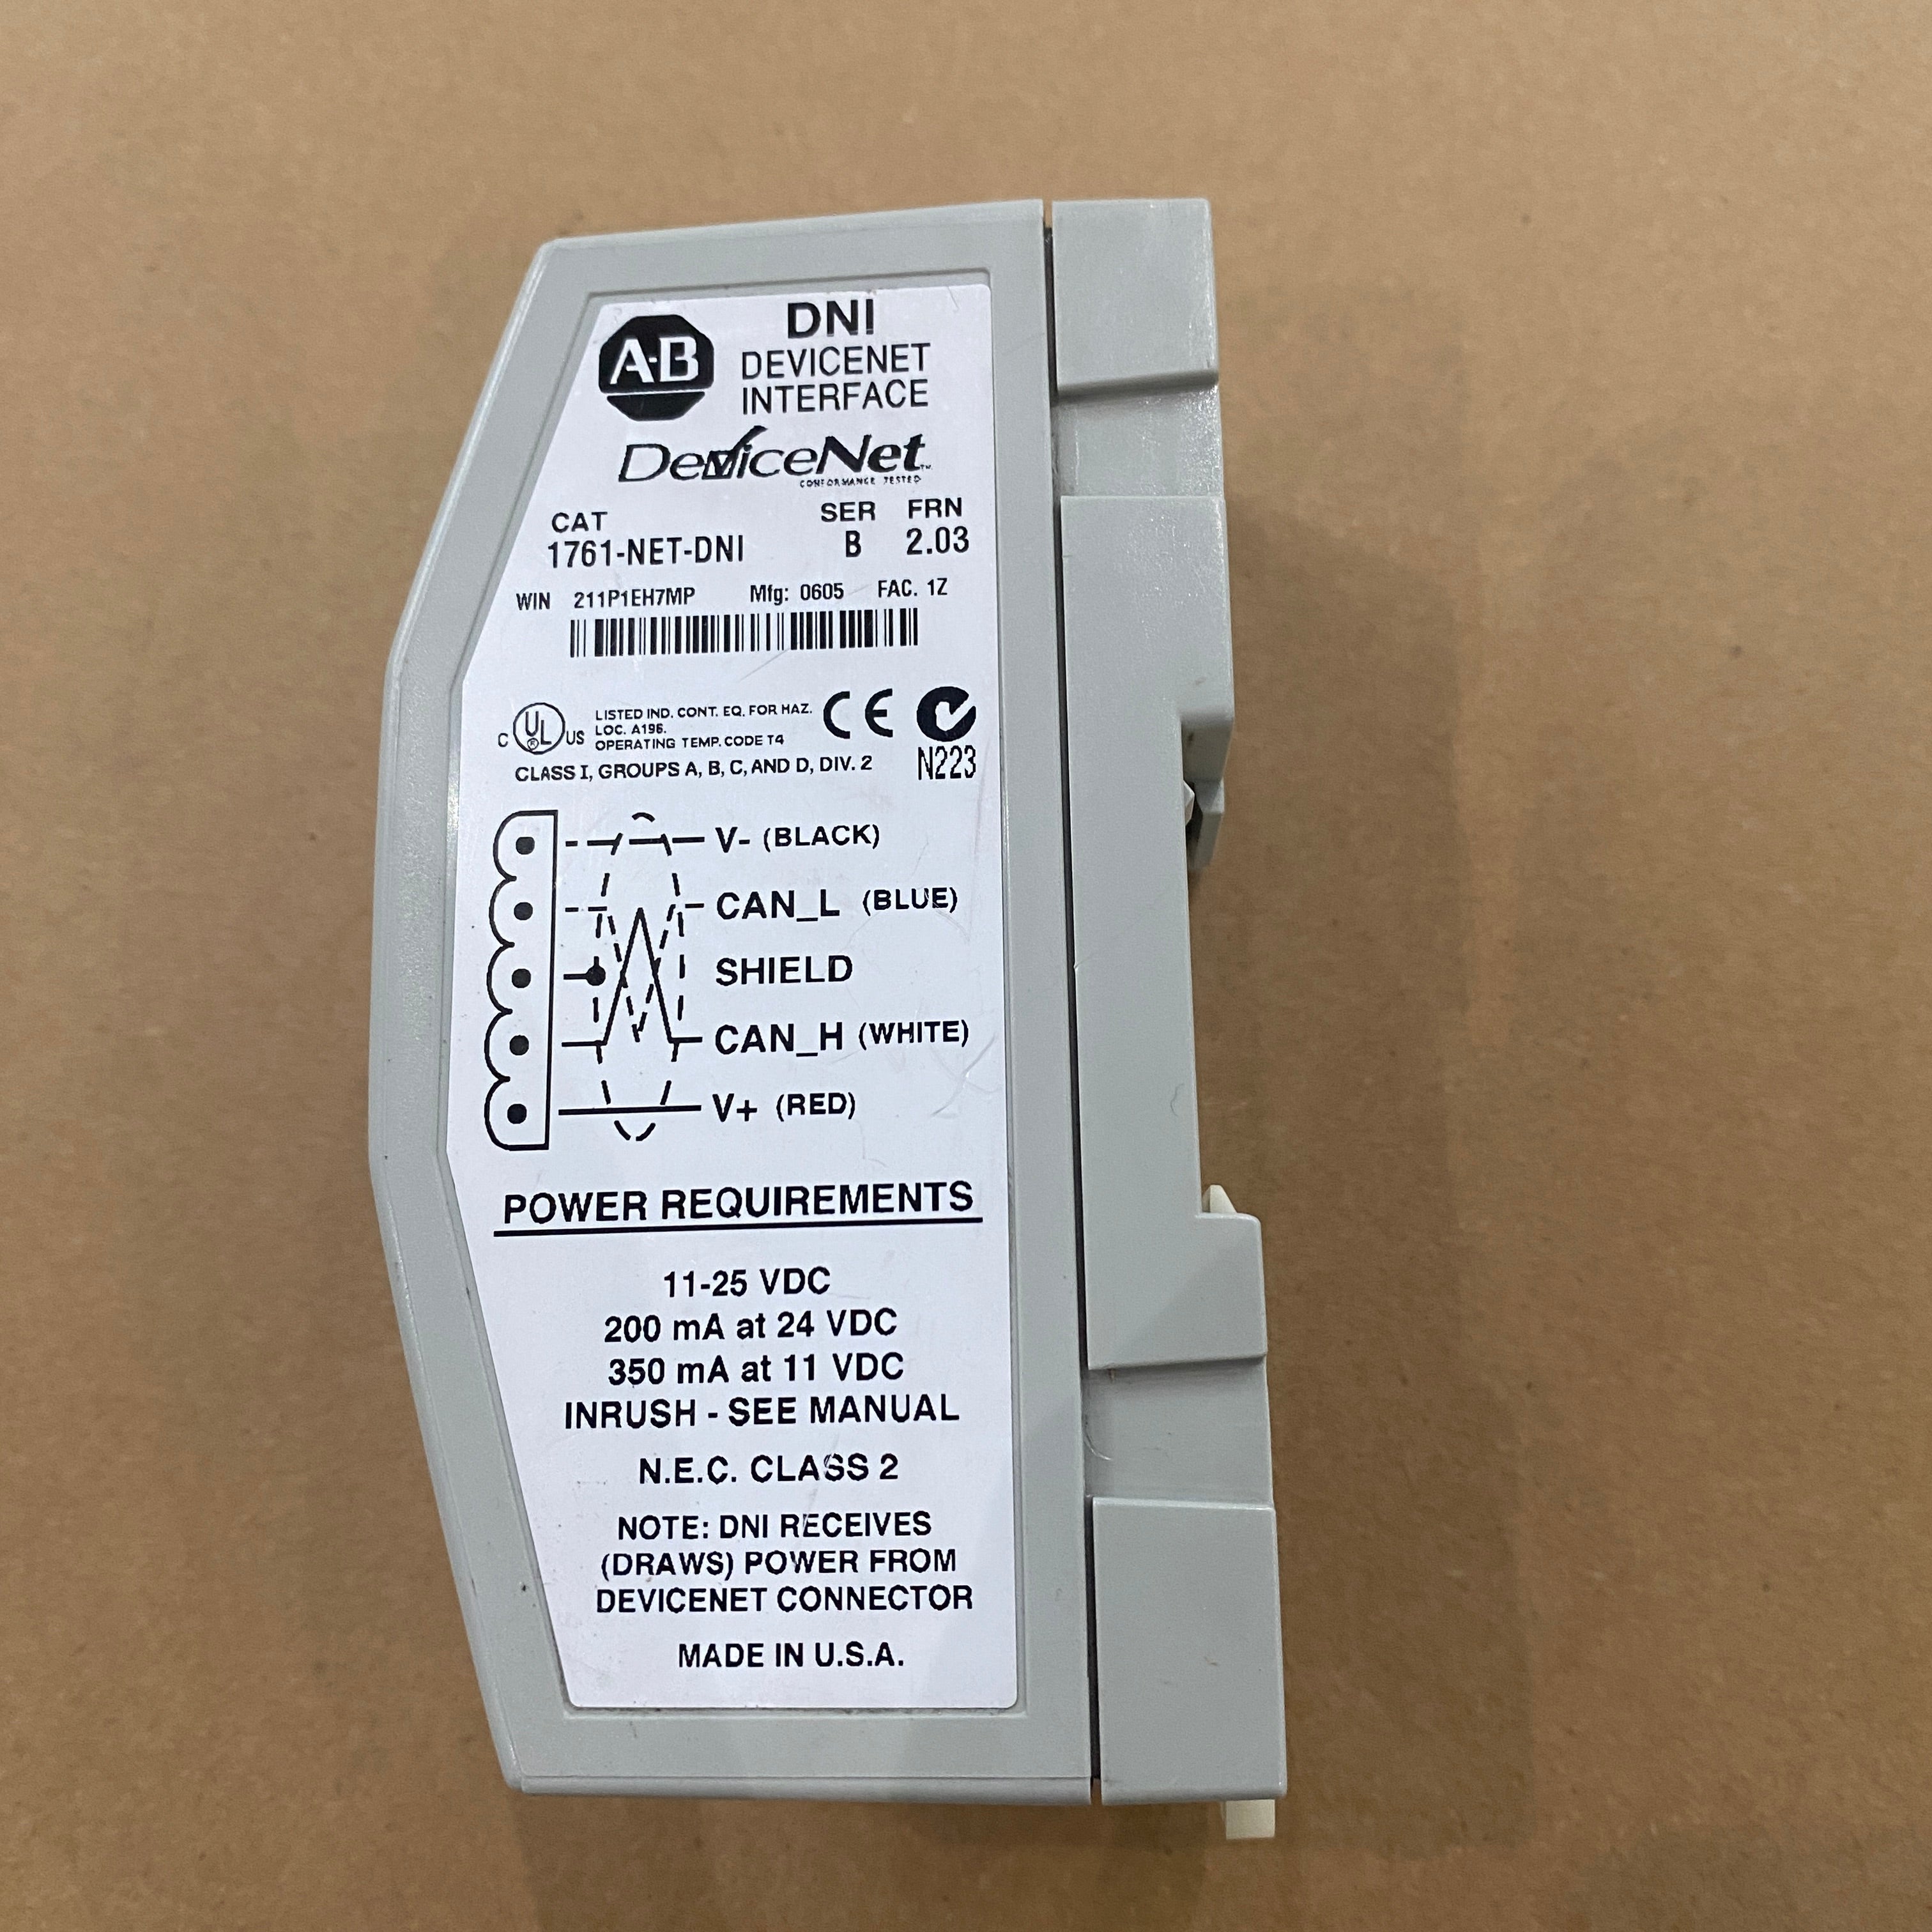 A-B
DNI
DEVICENET
INTERFACE
DeviceNet™
CONFORMANCE TESTED
CAT SER FRN
1761-NET-DNI B 2.03
WIN 211P1EH7MP Mfg: 0605 FAC. 1Z
C UL® US LISTED IND. CONT. EQ. FOR HAZ.
LOC. A196.
OPERATING TEMP. CODE T4
CE
N223
CLASS I, GROUPS A, B, C, AND D, DIV. 2
V- (BLACK)
CAN_L (BLUE)
SHIELD
CAN_H (WHITE)
V+ (RED)
POWER REQUIREMENTS
11-25 VDC
200 mA at 24 VDC
350 mA at 11 VDC
INRUSH - SEE MANUAL
N.E.C. CLASS 2
NOTE: DNI RECEIVES
(DRAWS) POWER FROM
DEVICENET CONNECTOR
MADE IN U.S.A.